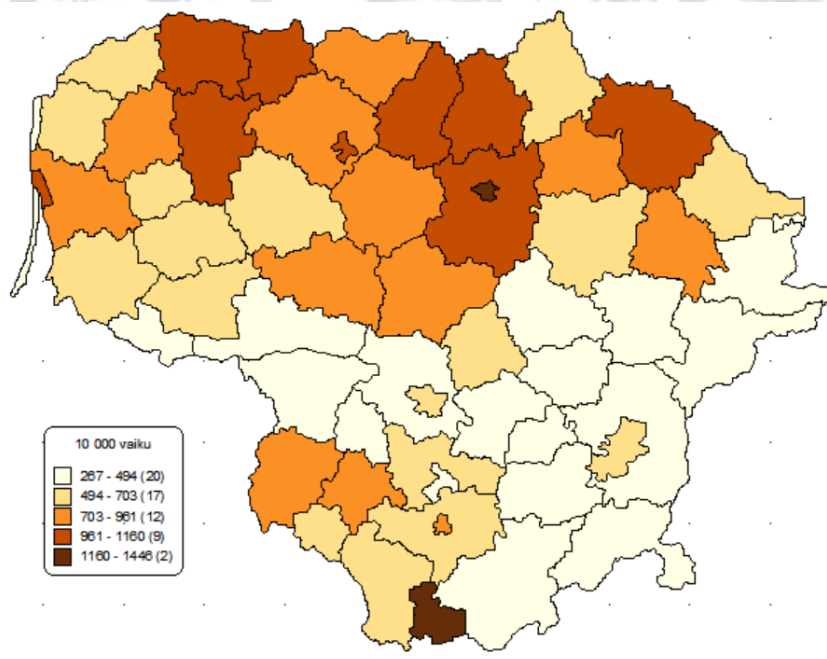 10 000 vaiku
267 - 494 (20)
494 - 703 (17)
703 - 961 (12)
961 - 1160 (9)
1160 - 1446 (2)